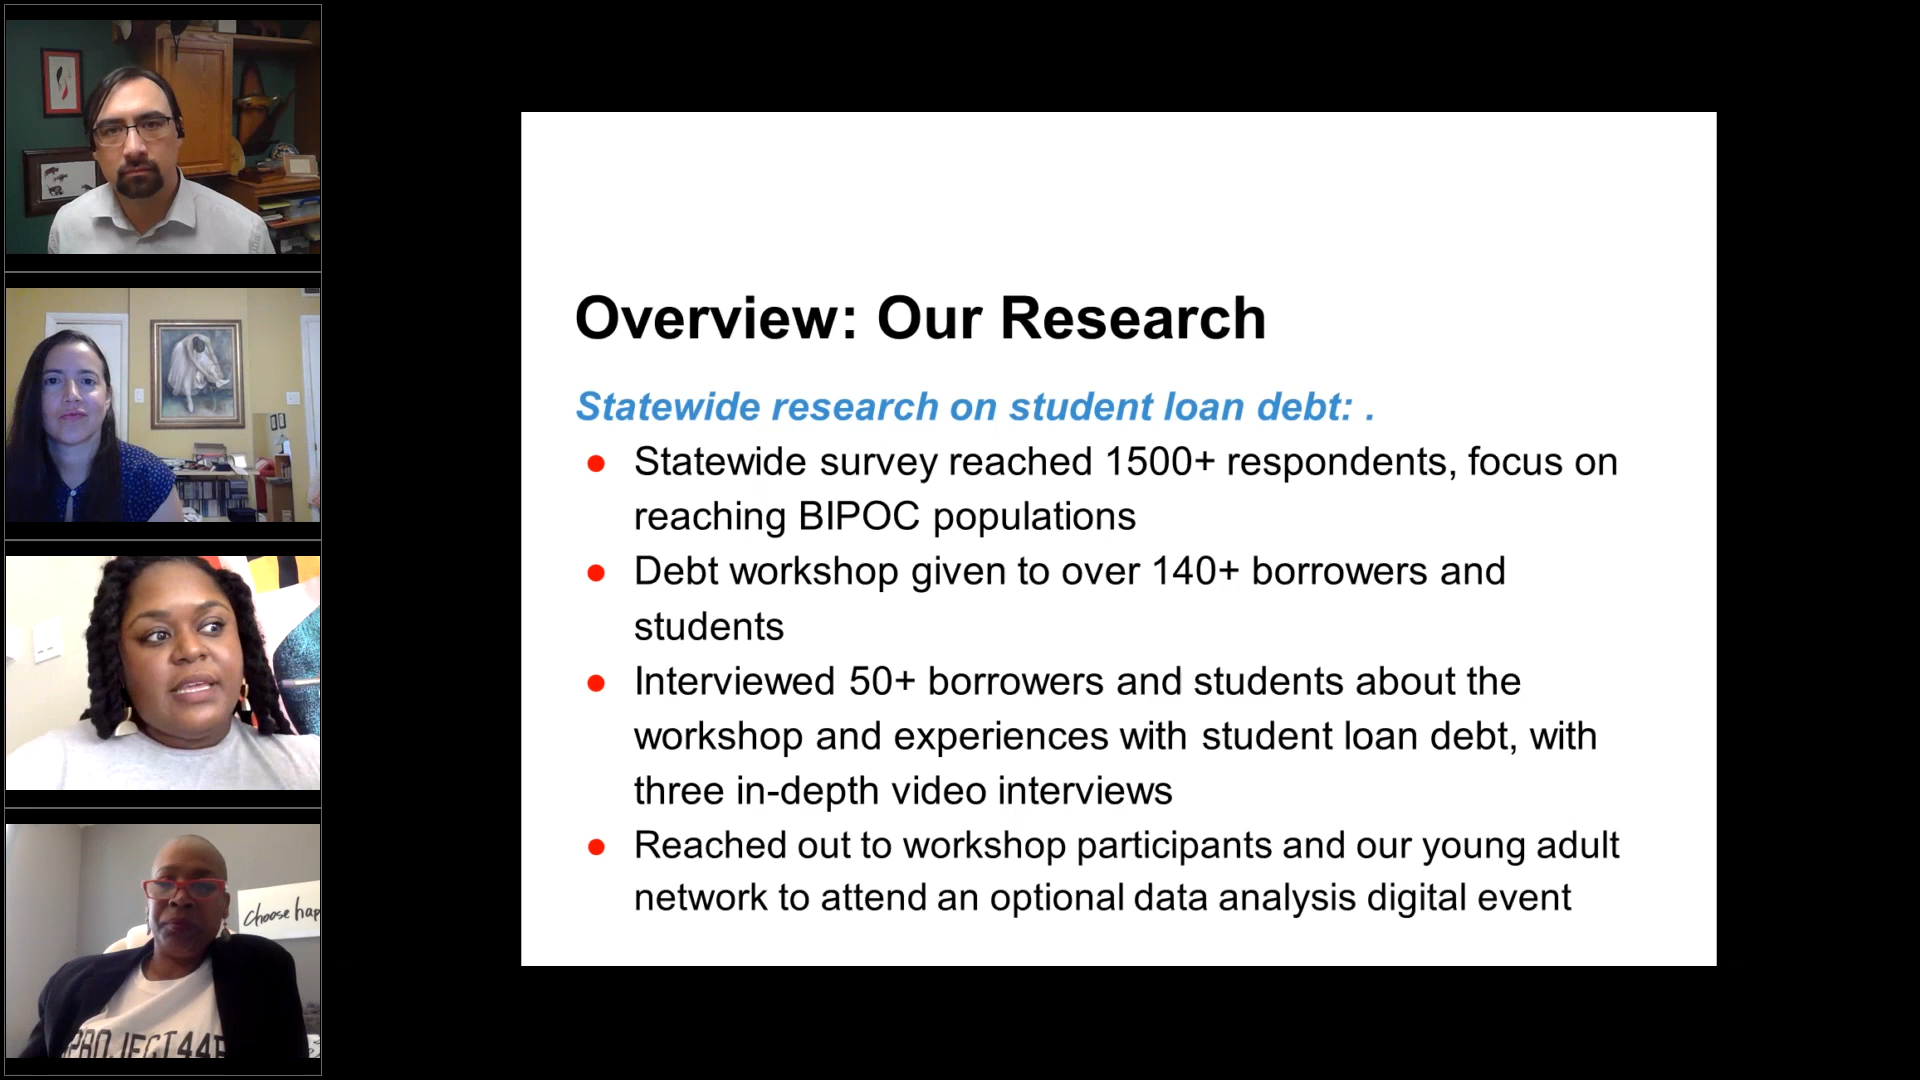 Overview: Our Research
Statewide research on student loan debt: .
● Statewide survey reached 1500+ respondents, focus on
reaching BIPOC populations
● Debt workshop given to over 140+ borrowers and
students
● Interviewed 50+ borrowers and students about the
workshop and experiences with student loan debt, with
three in-depth video interviews
● Reached out to workshop participants and our young adult
network to attend an optional data analysis digital event
Choose hap